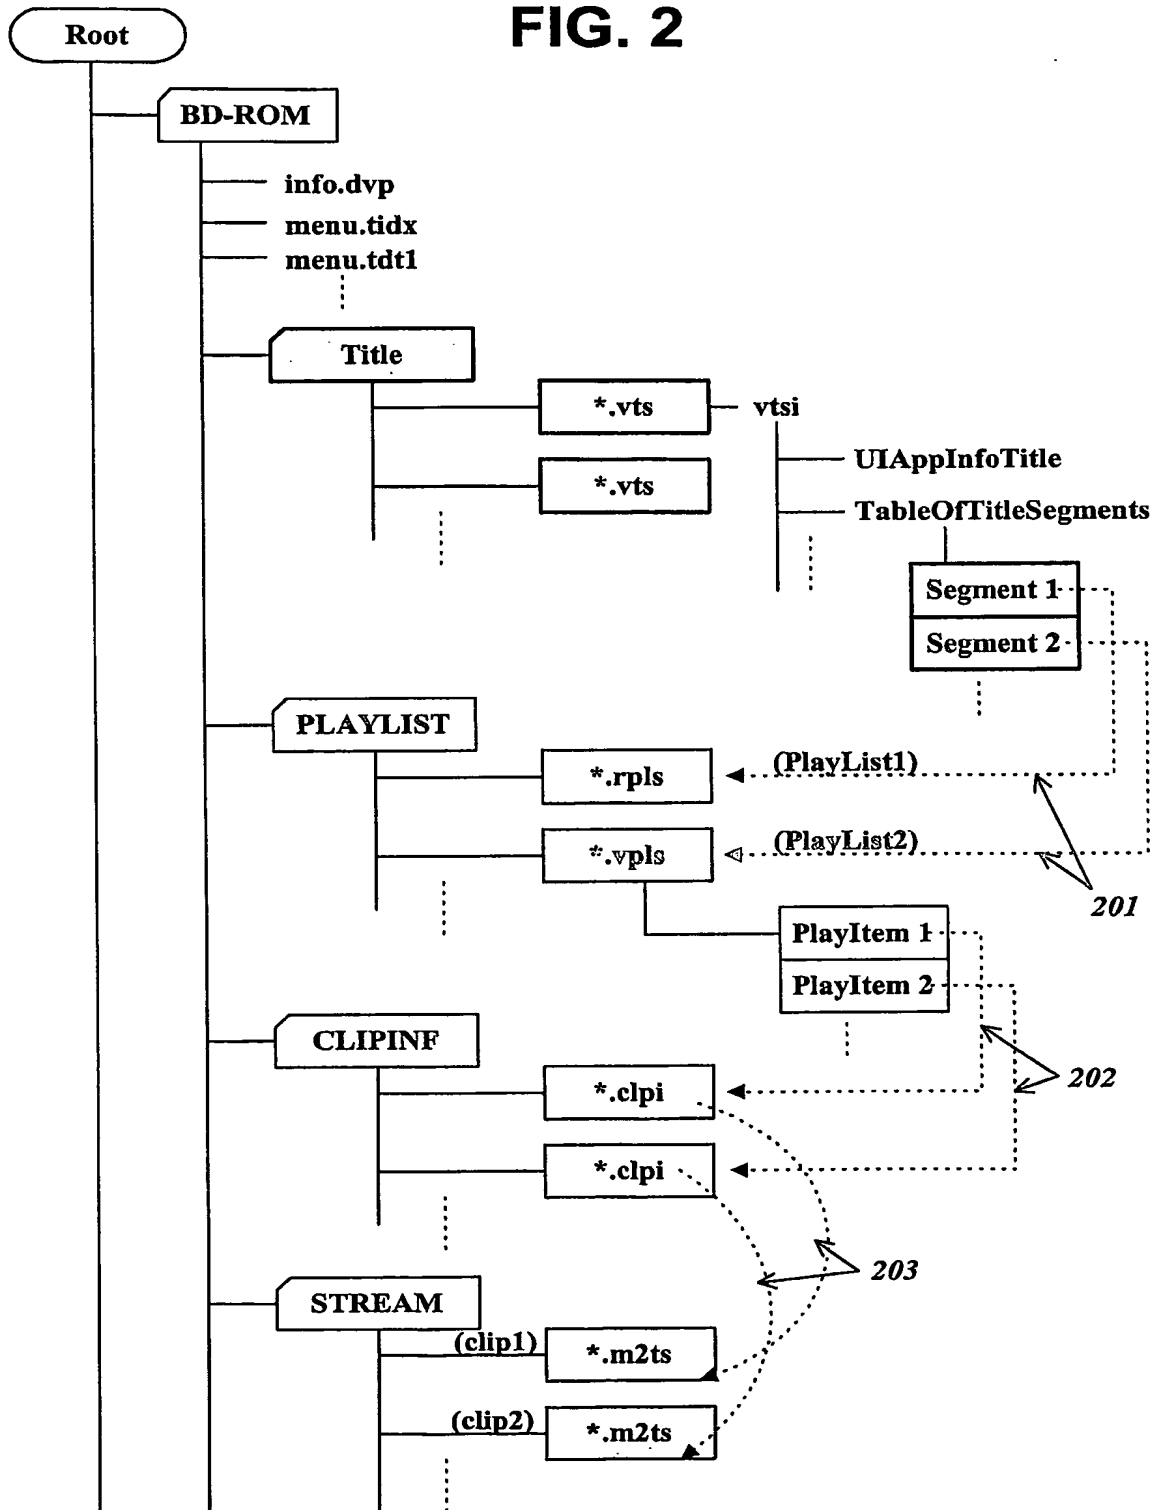 FIG. 2
Root
BD-ROM
info.dvp
menu.tidx
menu.tdt1
Title
*.vts
vtsi
UIAppInfoTitle
*.vts
TableOfTitleSegments
Segment 1
Segment 2
PLAYLIST
*.rpls
(PlayList1)
*.vpls
(PlayList2)
201
PlayItem 1
PlayItem 2
CLIPINF
*.clpi
202
*.clpi
203
STREAM
(clip1)
*.m2ts
(clip2)
*.m2ts